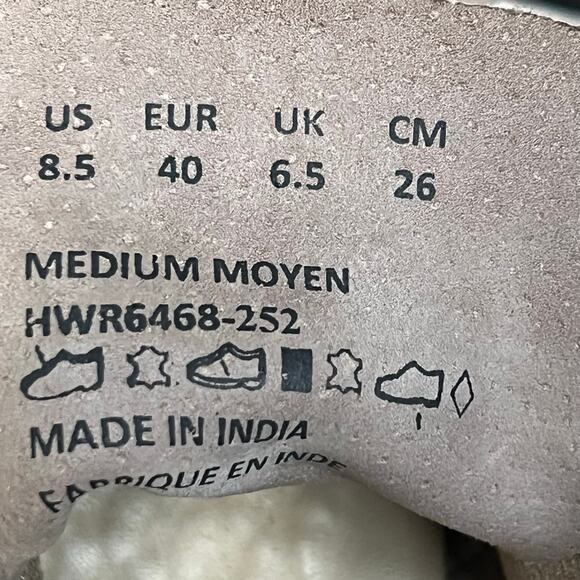 US EUR UK CM
8.5 40 6.5 26
MEDIUM MOYEN
HWR6468-252
MADE IN INDIA
FABRIQUE EN INDE